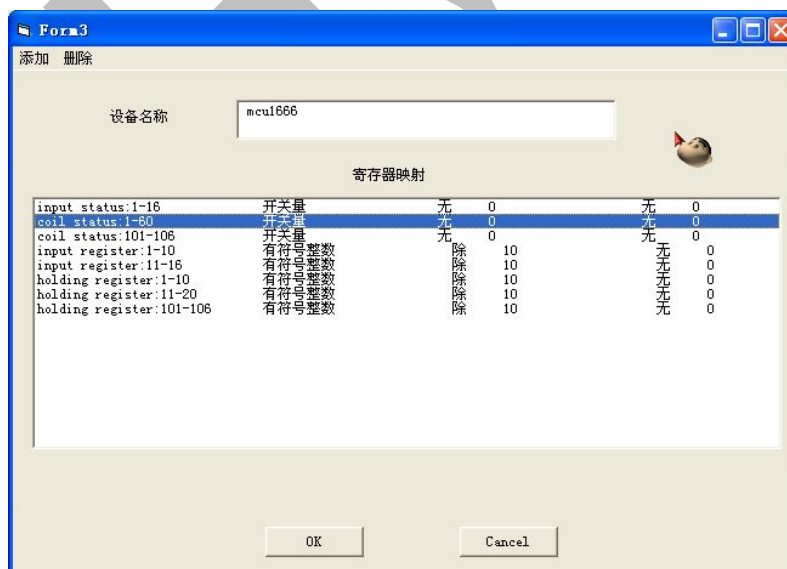 Form3
添加 删除
设备名称 mcu1666
寄存器映射
input status:1-16 开关量 无 0 无 0
coil status:1-60 开关量 无 0 无 0
coil status:101-106 开关量 无 0 无 0
input register:1-10 有符号整数 除 10 无 0
input register:11-16 有符号整数 除 10 无 0
holding register:1-10 有符号整数 除 10 无 0
holding register:11-20 有符号整数 除 10 无 0
holding register:101-106 有符号整数 除 10 无 0
OK Cancel